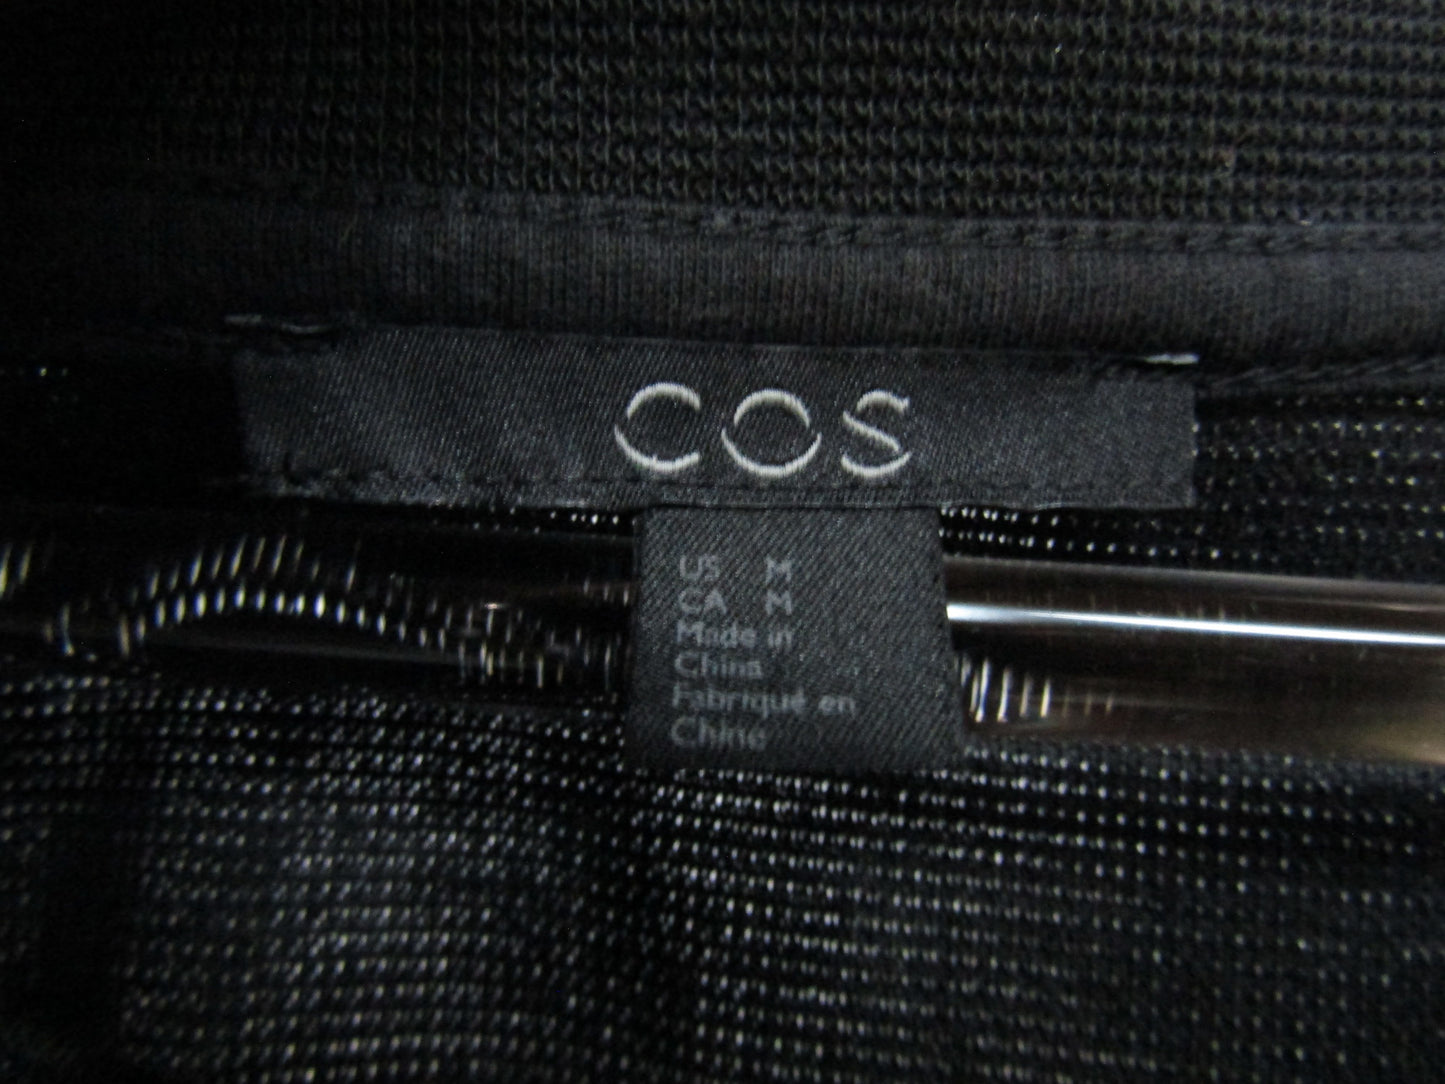 COS
US M
CA M
Made in
China
Fabriqué en
Chine